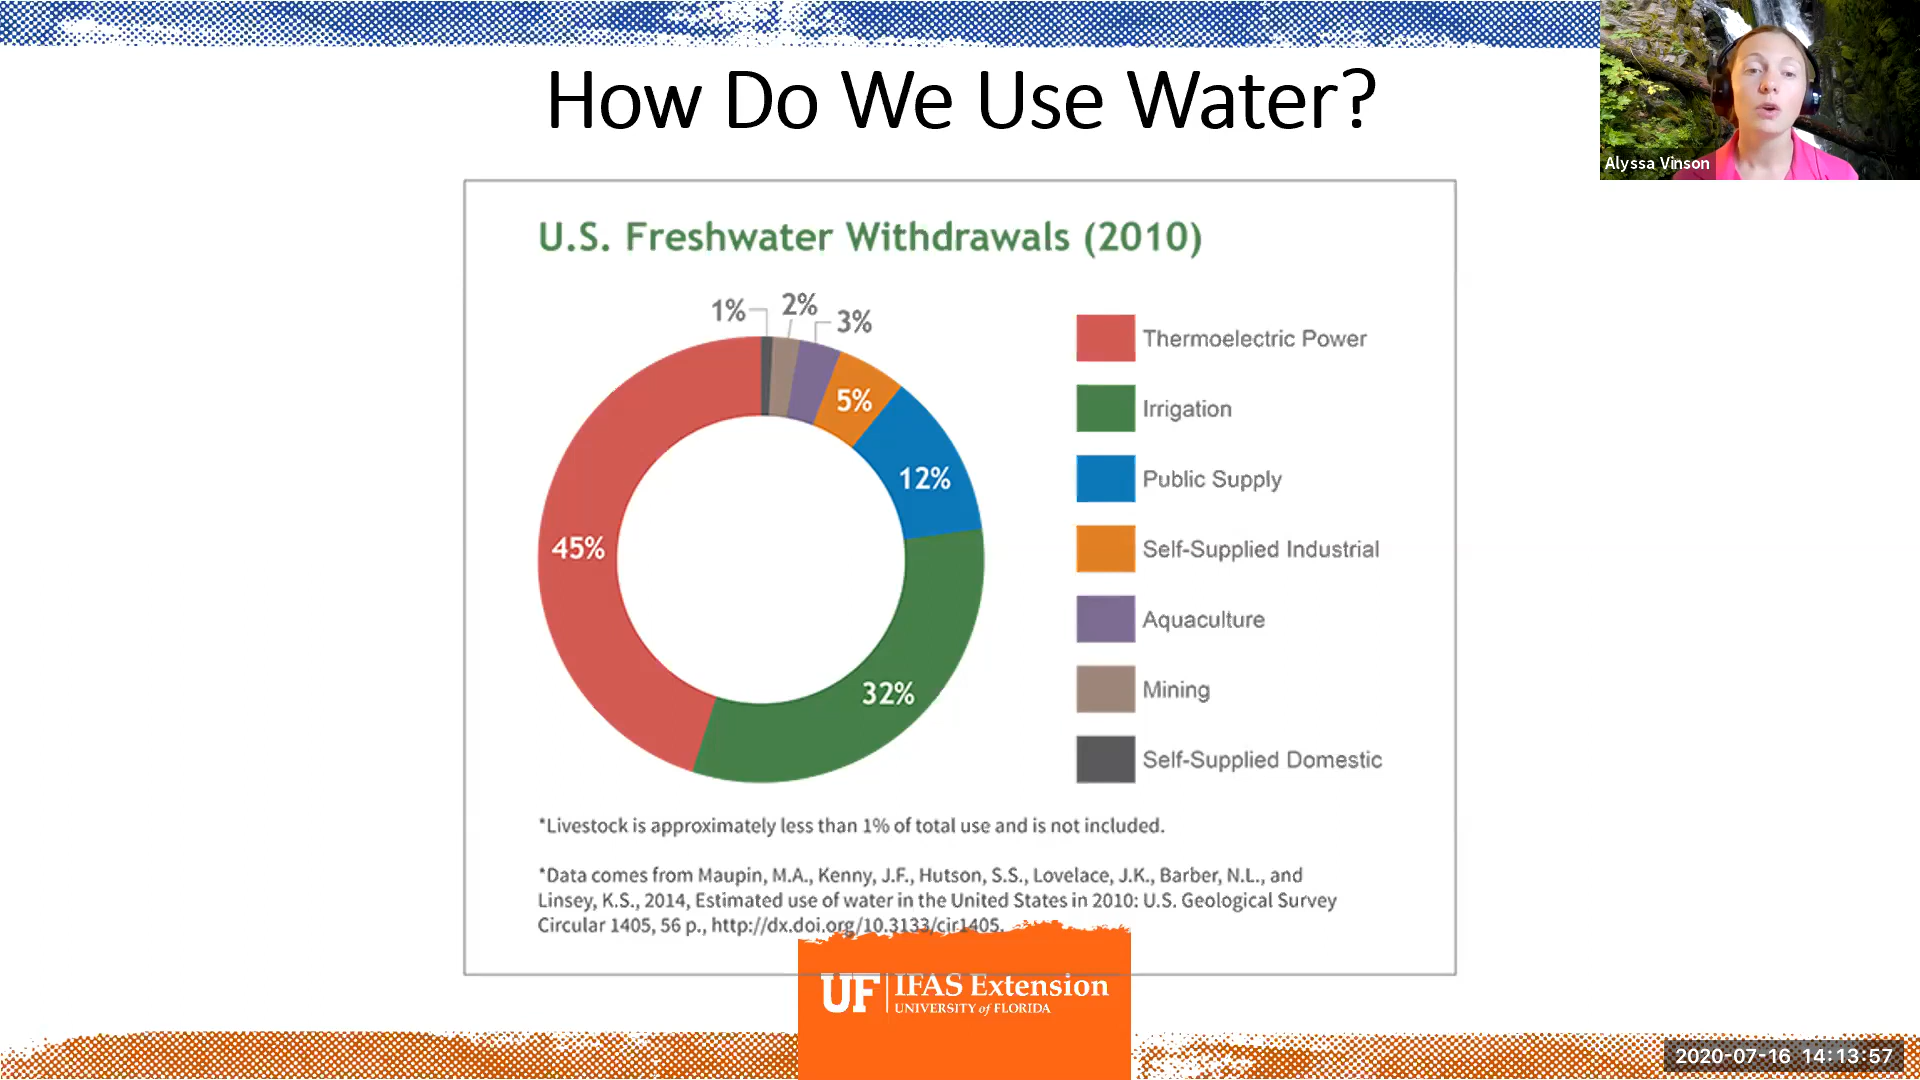 How Do We Use Water?
Alyssa Vinson
U.S. Freshwater Withdrawals (2010)
1%
2%
3%
5%
12%
45%
32%
Thermoelectric Power
Irrigation
Public Supply
Self-Supplied Industrial
Aquaculture
Mining
Self-Supplied Domestic
*Livestock is approximately less than 1% of total use and is not included.
*Data comes from Maupin, M.A., Kenny, J.F., Hutson, S.S., Lovelace, J.K., Barber, N.L., and
Linsey, K.S., 2014, Estimated use of water in the United States in 2010: U.S. Geological Survey
Circular 1405, 56 p., http://dx.doi.org/10.3133/cir1405.
UF IFAS Extension
UNIVERSITY of FLORIDA
2020-07-16 14:13:57